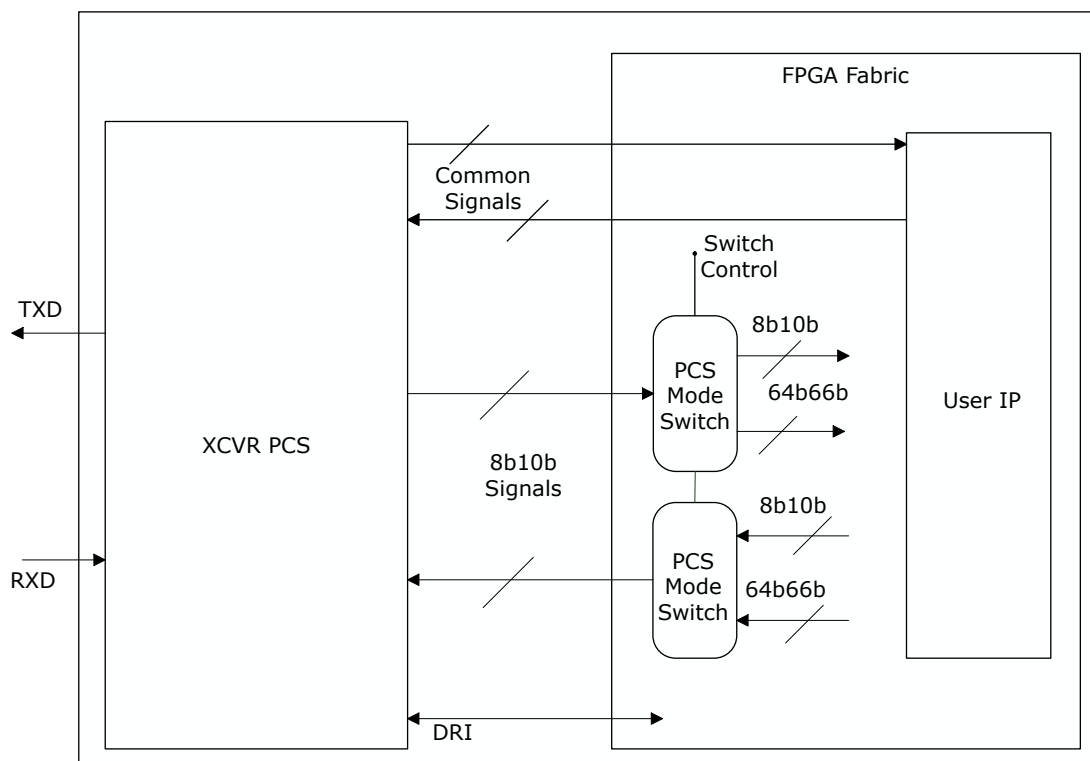 FPGA Fabric
Common
Signals
Switch
Control
TXD
8b10b
PCS
Mode
Switch
64b66b
User IP
XCVR PCS
8b10b
Signals
8b10b
PCS
Mode
Switch
64b66b
RXD
DRI